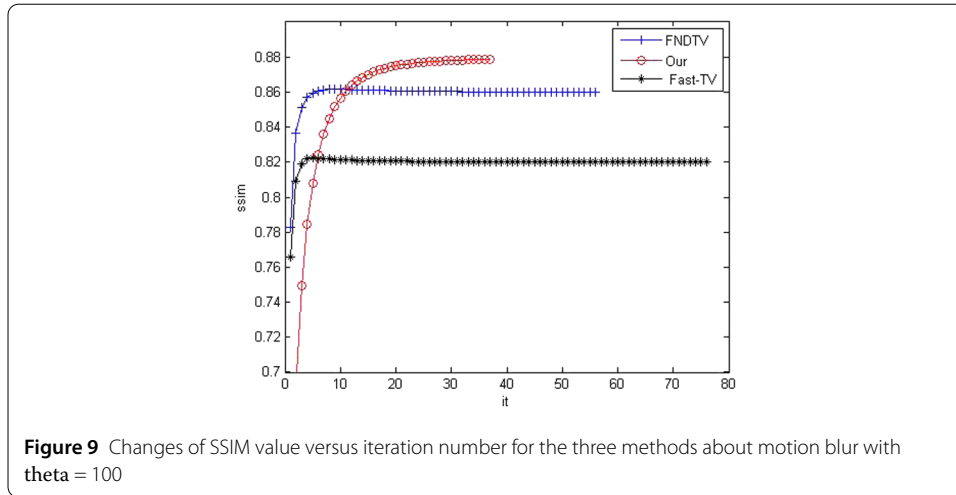 FNDTV
Our
Fast-TV
0.88
0.86
0.84
0.82
0.8
0.78
0.76
0.74
0.72
0.7
ssim
0 10 20 30 40 50 60 70 80
it
Figure 9 Changes of SSIM value versus iteration number for the three methods about motion blur with
theta = 100